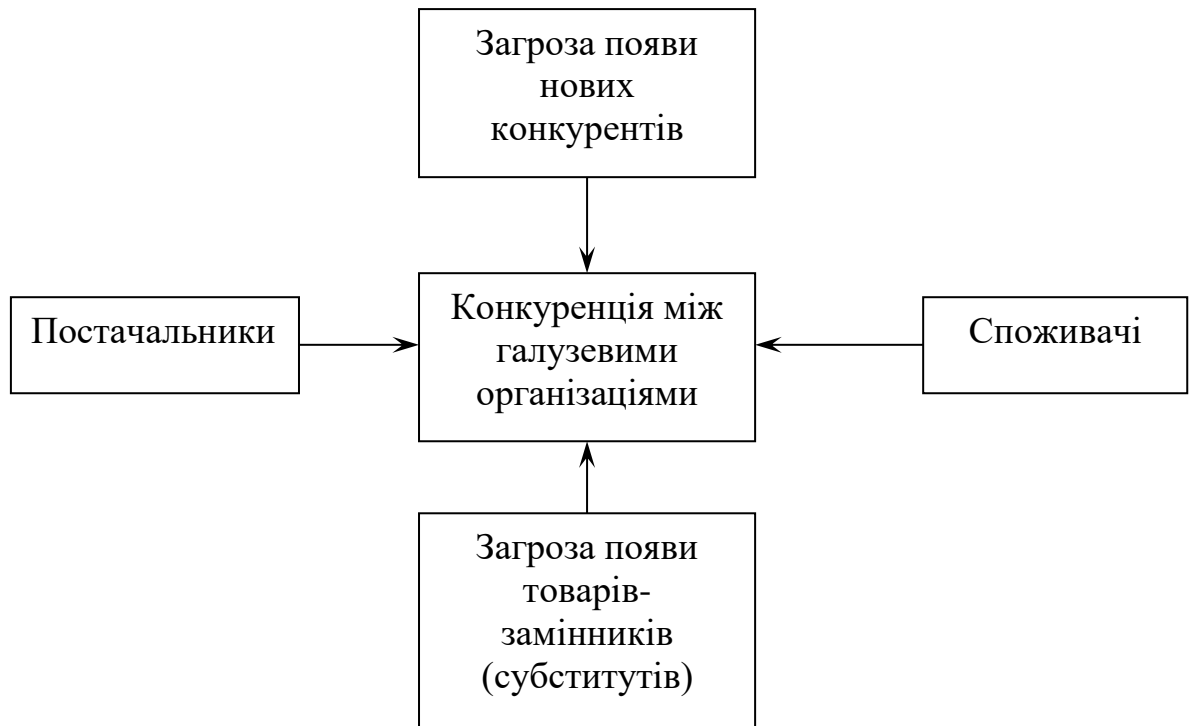 Загроза появи
нових
конкурентів
Постачальники
Конкуренція між
галузевими
організаціями
Споживачі
Загроза появи
товарів-
замінників
(субститутів)